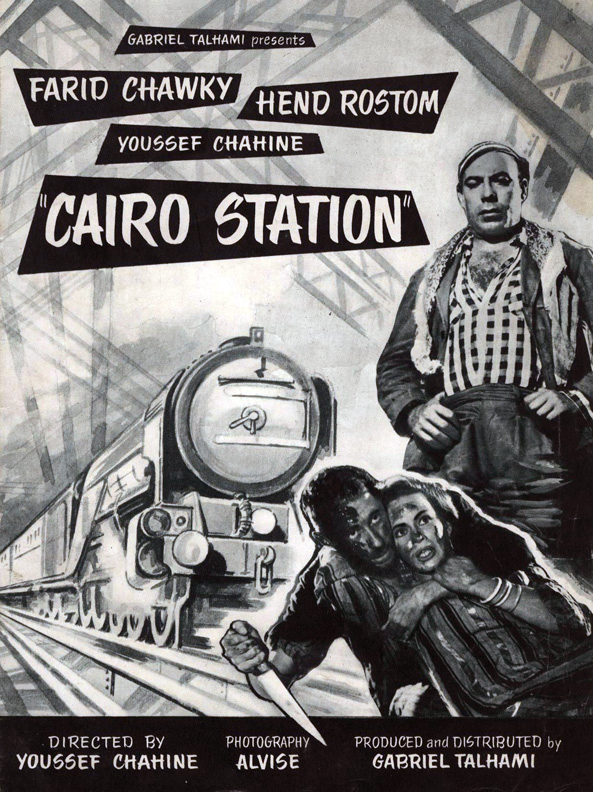 GABRIEL TALHAMI presents
FARID CHAWKY
HEND ROSTOM
YOUSSEF CHAHINE
"CAIRO STATION"
DIRECTED BY
YOUSSEF CHAHINE
PHOTOGRAPHY
ALVISE
PRODUCED and DISTRIBUTED by
GABRIEL TALHAMI